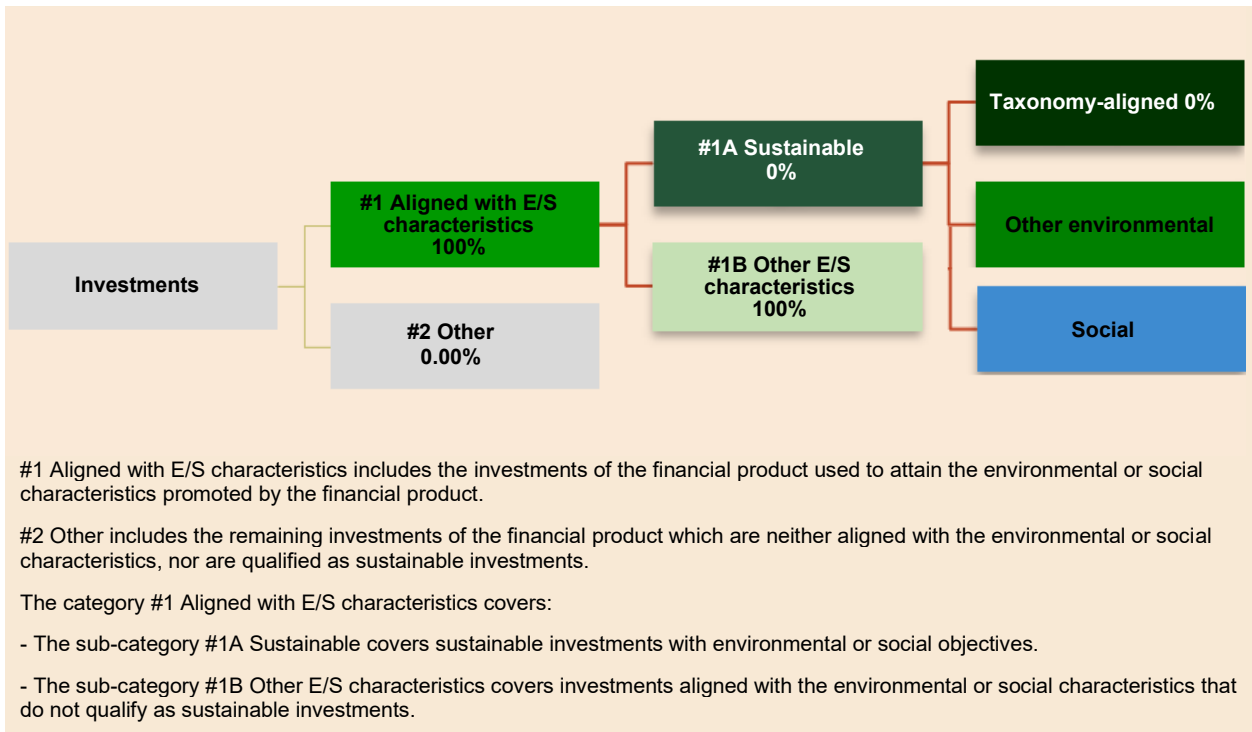 Investments
#1 Aligned with E/S
characteristics
100%
#2 Other
0.00%
#1A Sustainable
0%
#1B Other E/S
characteristics
100%
Taxonomy-aligned 0%
Other environmental
Social
#1 Aligned with E/S characteristics includes the investments of the financial product used to attain the environmental or social
characteristics promoted by the financial product.
#2 Other includes the remaining investments of the financial product which are neither aligned with the environmental or social
characteristics, nor are qualified as sustainable investments.
The category #1 Aligned with E/S characteristics covers:
- The sub-category #1A Sustainable covers sustainable investments with environmental or social objectives.
- The sub-category #1B Other E/S characteristics covers investments aligned with the environmental or social characteristics that
do not qualify as sustainable investments.